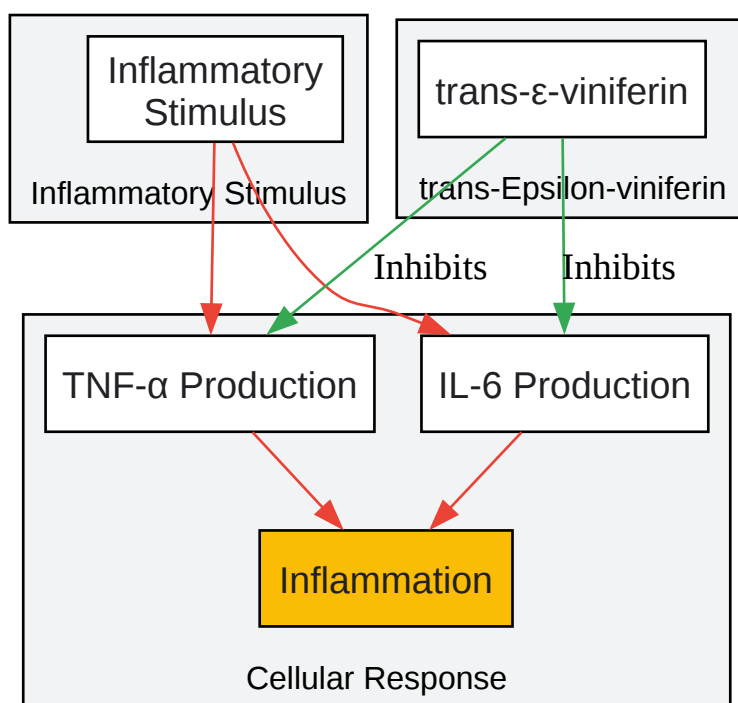 Inflammatory
Stimulus
Inflammatory Stimulus
trans-ε-viniferin
trans-Epsilon-viniferin
Inhibits
Inhibits
TNF-α Production
IL-6 Production
Inflammation
Cellular Response